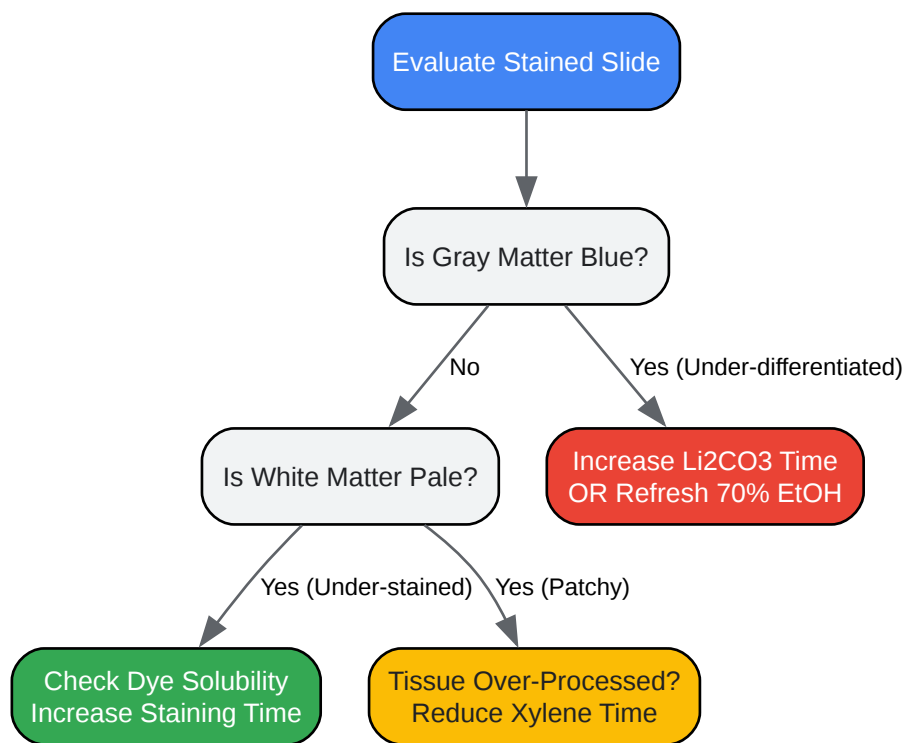 Evaluate Stained Slide
Is Gray Matter Blue?
No
Yes (Under-differentiated)
Is White Matter Pale?
Increase Li2CO3 Time
OR Refresh 70% EtOH
Yes (Under-stained)
Yes (Patchy)
Check Dye Solubility
Increase Staining Time
Tissue Over-Processed?
Reduce Xylene Time